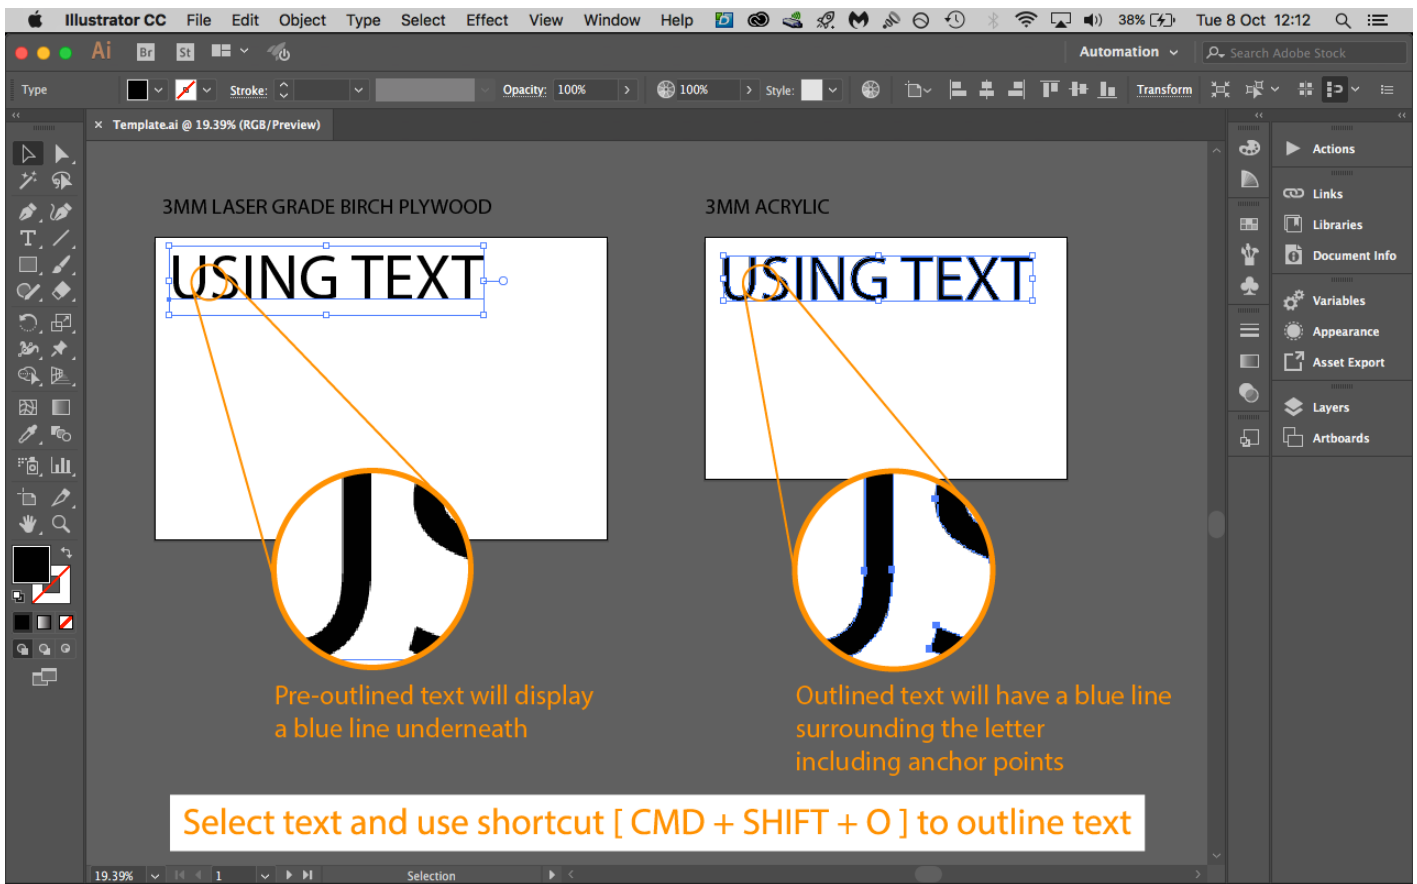 Illustrator CC File Edit Object Type Select Effect View Window Help 38% Tue 8 Oct 12:12
Ai Br St Automation Search Adobe Stock
Type Stroke: Opacity: 100% 100% Style: Transform
× Template.ai @ 19.39% (RGB/Preview)
Actions
Links
Libraries
Document Info
Variables
Appearance
Asset Export
Layers
Artboards
3MM LASER GRADE BIRCH PLYWOOD
USING TEXT
3MM ACRYLIC
USING TEXT
Pre-outlined text will display
a blue line underneath
Outlined text will have a blue line
surrounding the letter
including anchor points
Select text and use shortcut [ CMD + SHIFT + O ] to outline text
19.39% 1 Selection